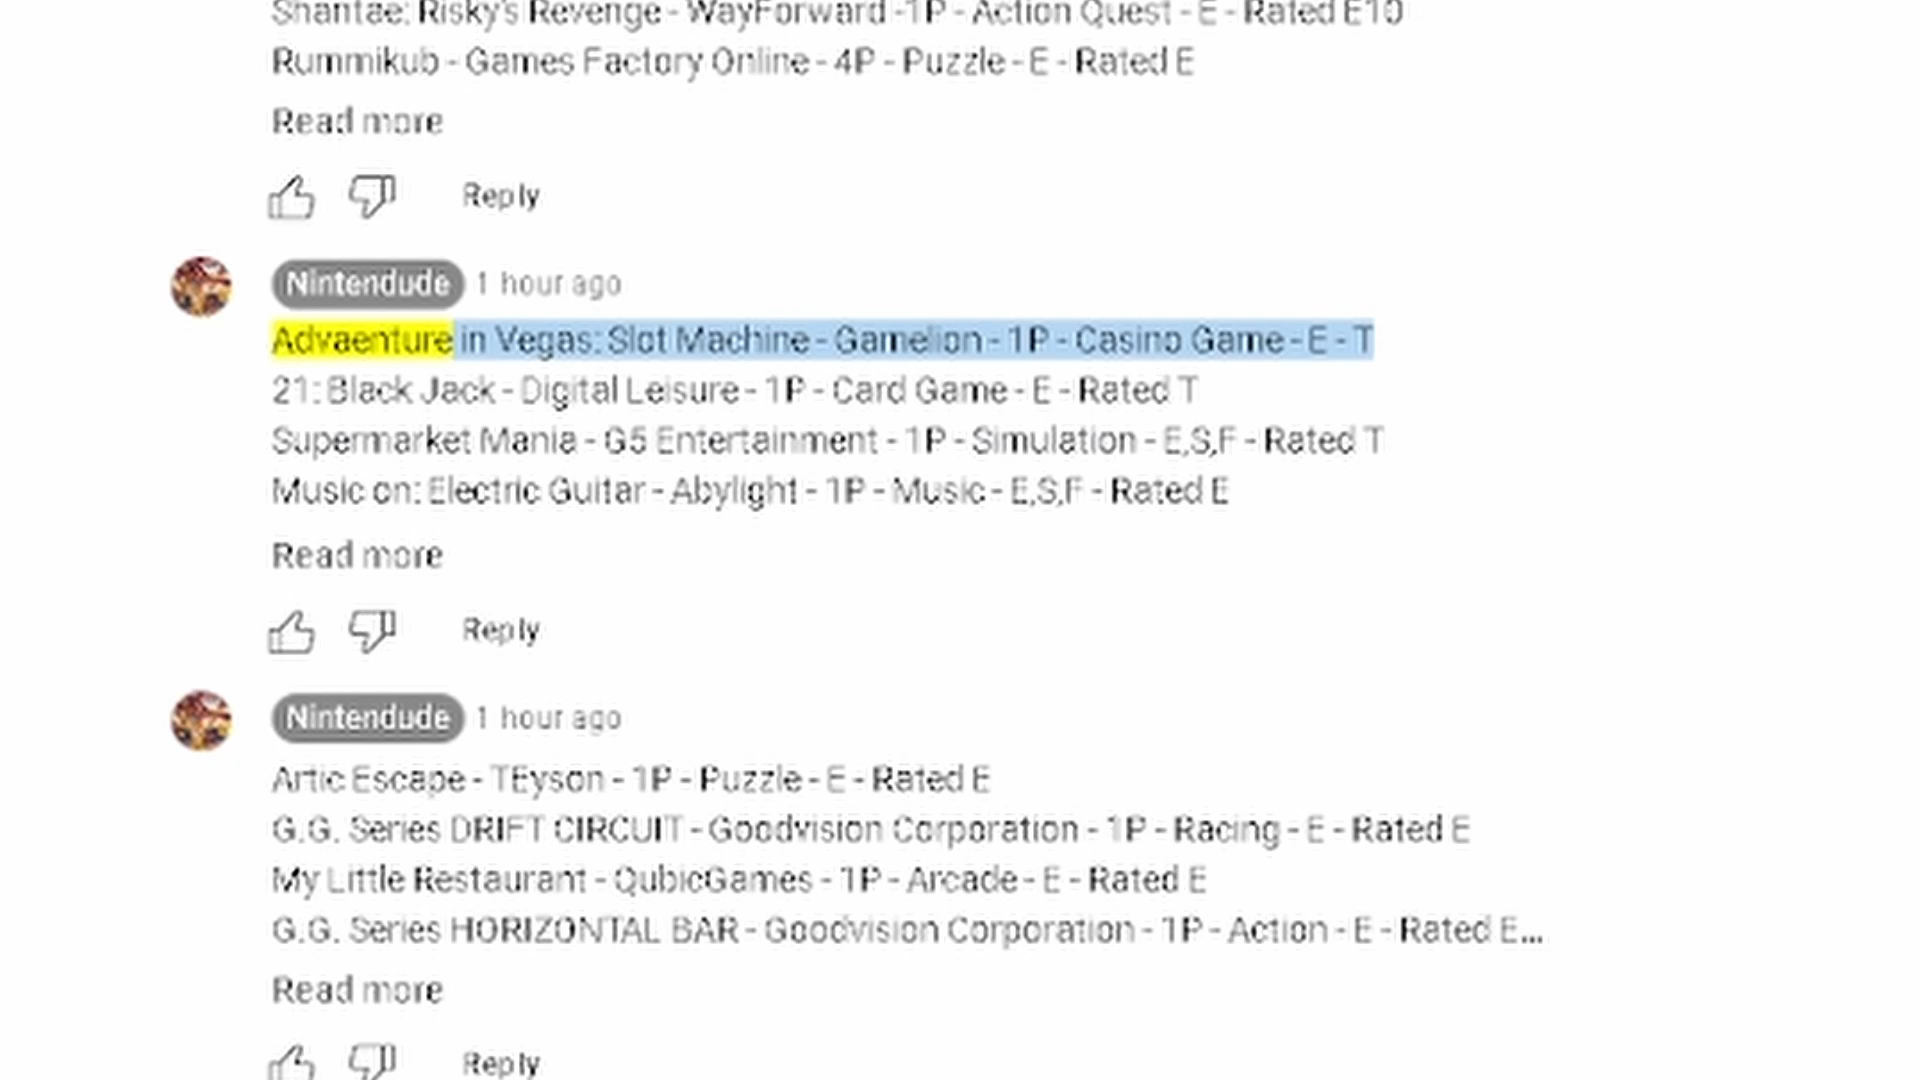 Shantae: Risky's Revenge - WayForward -1P - Action Quest - E - Rated E10
Rummikub - Games Factory Online - 4P - Puzzle - E - Rated E
Read more
Reply
Nintendude 1 hour ago
Advaenture in Vegas: Slot Machine - Gamelion - 1P - Casino Game - E - T
21: Black Jack - Digital Leisure - 1P - Card Game - E - Rated T
Supermarket Mania - G5 Entertainment - 1P - Simulation - E,S,F - Rated T
Music on: Electric Guitar - Abylight - 1P - Music - E,S,F - Rated E
Read more
Reply
Nintendude 1 hour ago
Artic Escape - TEyson - 1P - Puzzle - E - Rated E
G.G. Series DRIFT CIRCUIT - Goodvision Corporation - 1P - Racing - E - Rated E
My Little Restaurant - QubicGames - 1P - Arcade - E - Rated E
G.G. Series HORIZONTAL BAR - Goodvision Corporation - 1P - Action - E - Rated E...
Read more
Reply